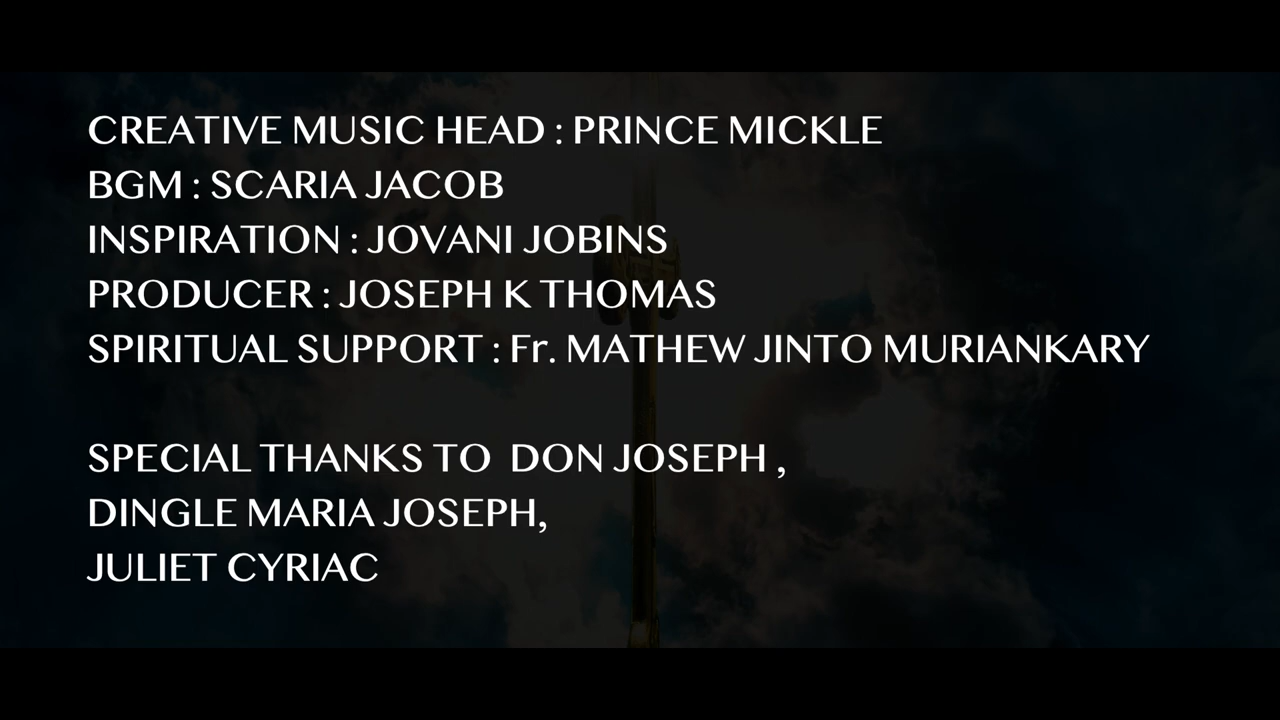 CREATIVE MUSIC HEAD : PRINCE MICKLE
BGM : SCARIA JACOB
INSPIRATION : JOVANI JOBINS
PRODUCER : JOSEPH K THOMAS
SPIRITUAL SUPPORT : Fr. MATHEW JINTO MURIANKARY
SPECIAL THANKS TO  DON JOSEPH ,
DINGLE MARIA JOSEPH,
JULIET CYRIAC